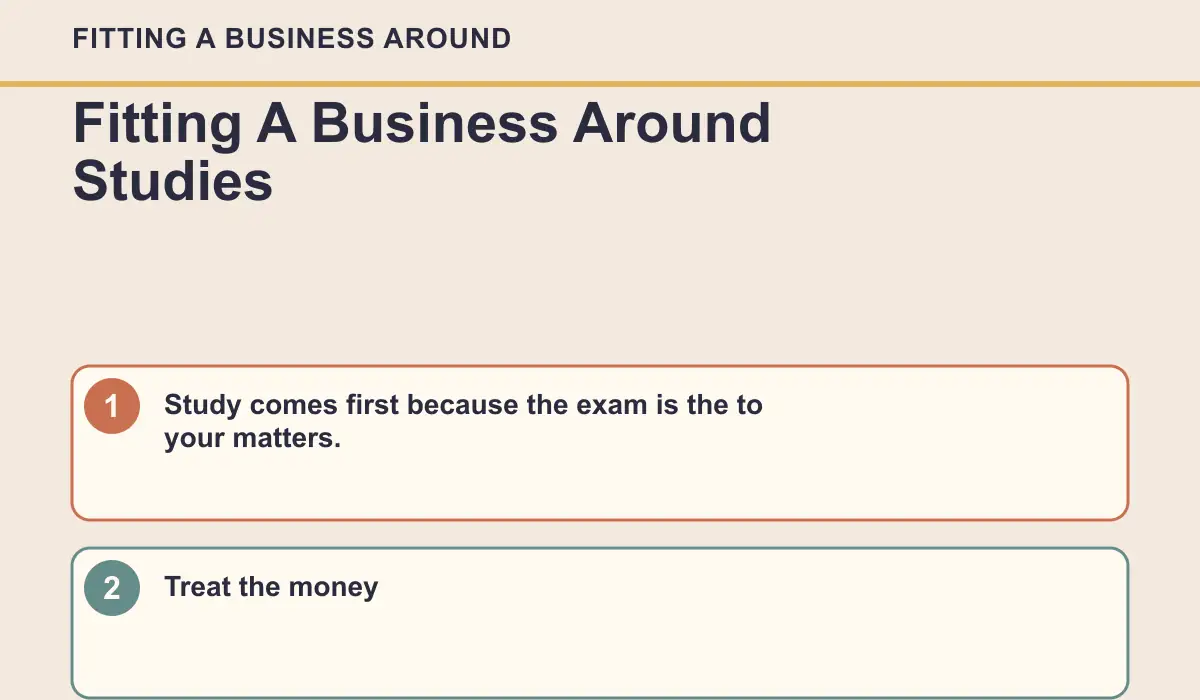 FITTING A BUSINESS AROUND
Fitting A Business Around
Studies
1
Study comes first because the exam is the to
your matters.
2
Treat the money